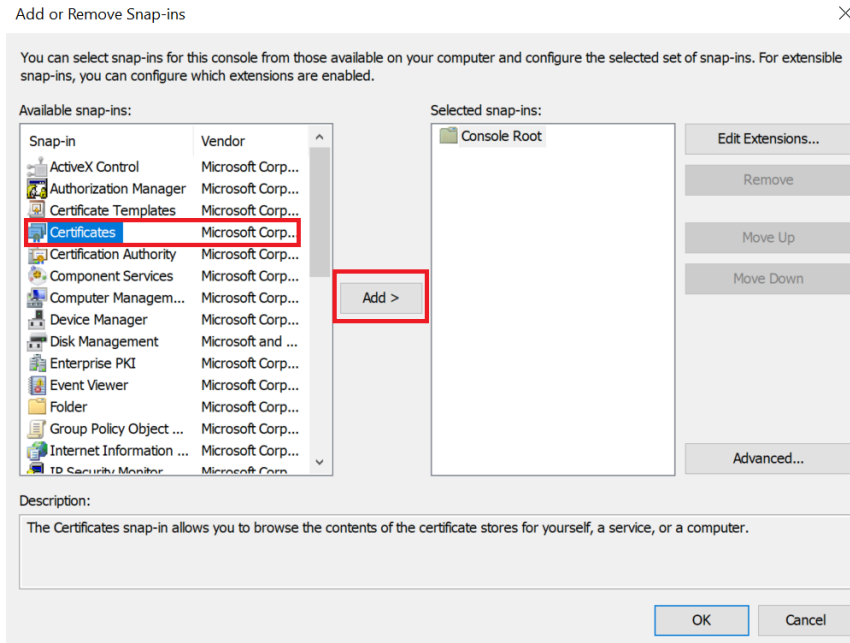 Add or Remove Snap-ins
You can select snap-ins for this console from those available on your computer and configure the selected set of snap-ins. For extensible
snap-ins, you can configure which extensions are enabled.
Available snap-ins:
Snap-in Vendor
ActiveX Control Microsoft Corp...
Authorization Manager Microsoft Corp...
Certificate Templates Microsoft Corp...
Certificates Microsoft Corp...
Certification Authority Microsoft Corp...
Component Services Microsoft Corp...
Computer Managem... Microsoft Corp...
Device Manager Microsoft Corp...
Disk Management Microsoft and ...
Enterprise PKI Microsoft Corp...
Event Viewer Microsoft Corp...
Folder Microsoft Corp...
Group Policy Object ... Microsoft Corp...
Internet Information ... Microsoft Corp...
IP Security Monitor Microsoft Corp...
Add >
Selected snap-ins:
Console Root
Edit Extensions...
Remove
Move Up
Move Down
Advanced...
Description:
The Certificates snap-in allows you to browse the contents of the certificate stores for yourself, a service, or a computer.
OK
Cancel